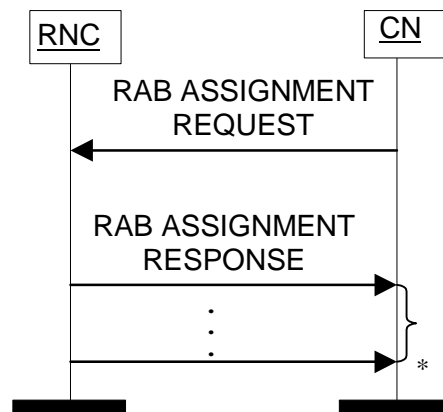 RNC
CN
RAB ASSIGNMENT
REQUEST
RAB ASSIGNMENT
RESPONSE
*